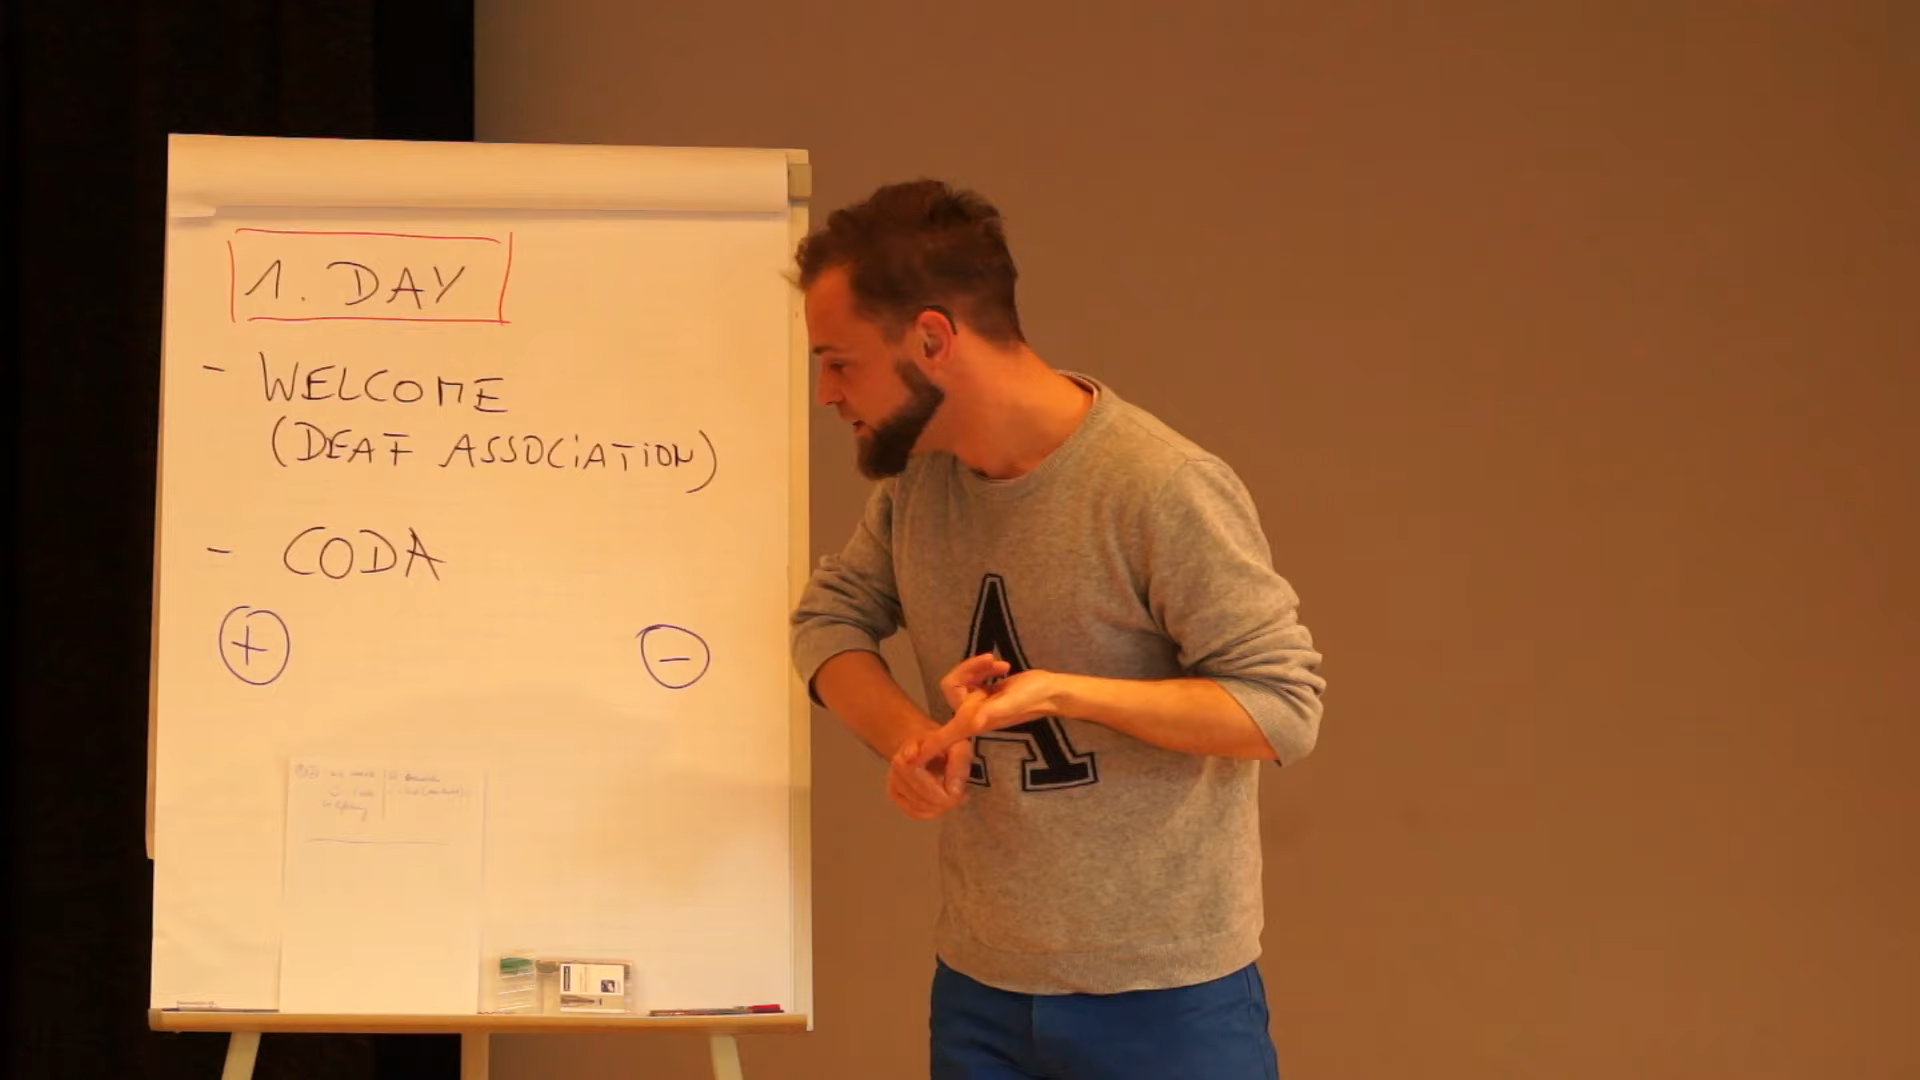 1. DAY
- WELCOME
(DEAF ASSOCIATION)
- CODA
+ -
A